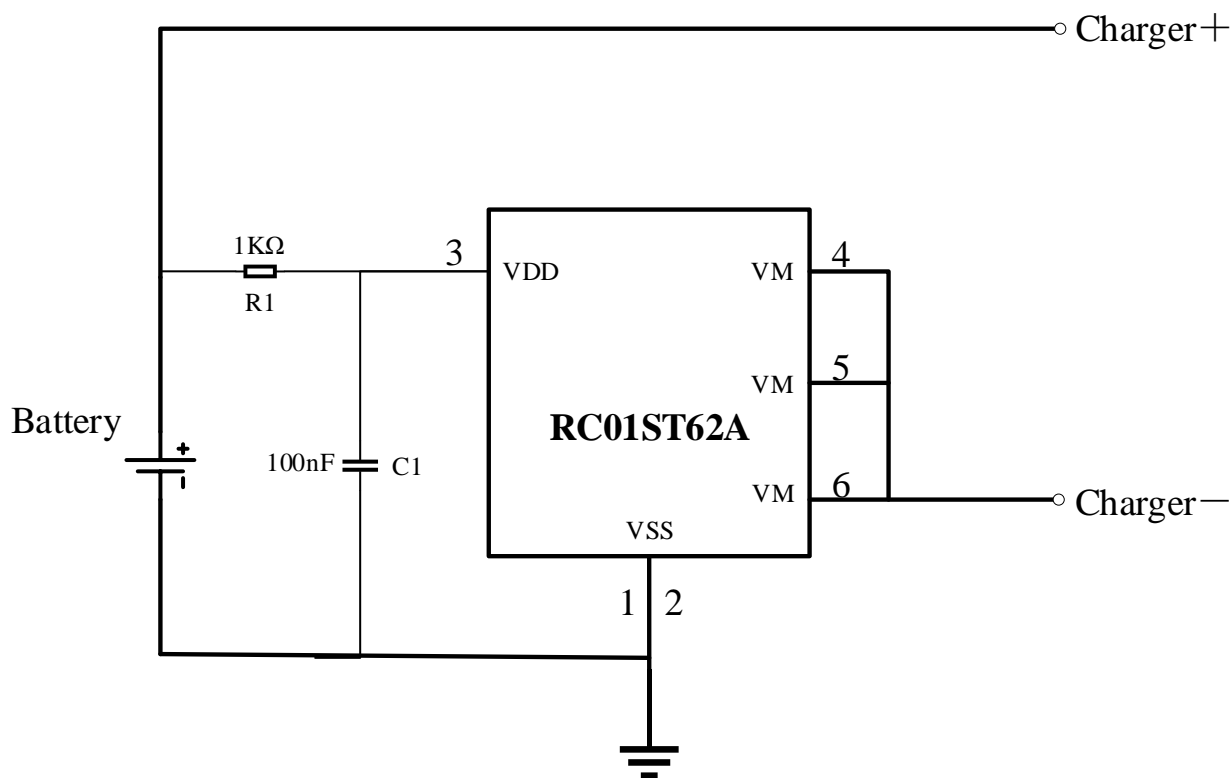 Charger+
1KΩ
R1
3
VDD
VM
4
VM
5
Battery
+
-
RC01ST62A
100nF
C1
VM
6
Charger-
VSS
1
2